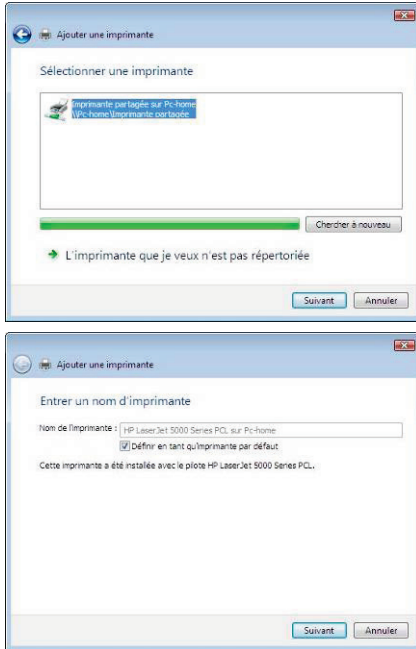 Ajouter une imprimante
Sélectionner une imprimante
Imprimante partagée sur Pc-home
\\Pc-home\Imprimante partagée
Chercher à nouveau
L'imprimante que je veux n'est pas répertoriée
Suivant Annuler
Ajouter une imprimante
Entrer un nom d'imprimante
Nom de l'imprimante : HP LaserJet 5000 Series PCL sur Pc-home
Définir en tant qu'imprimante par défaut
Cette imprimante a été installée avec le pilote HP LaserJet 5000 Series PCL.
Suivant Annuler